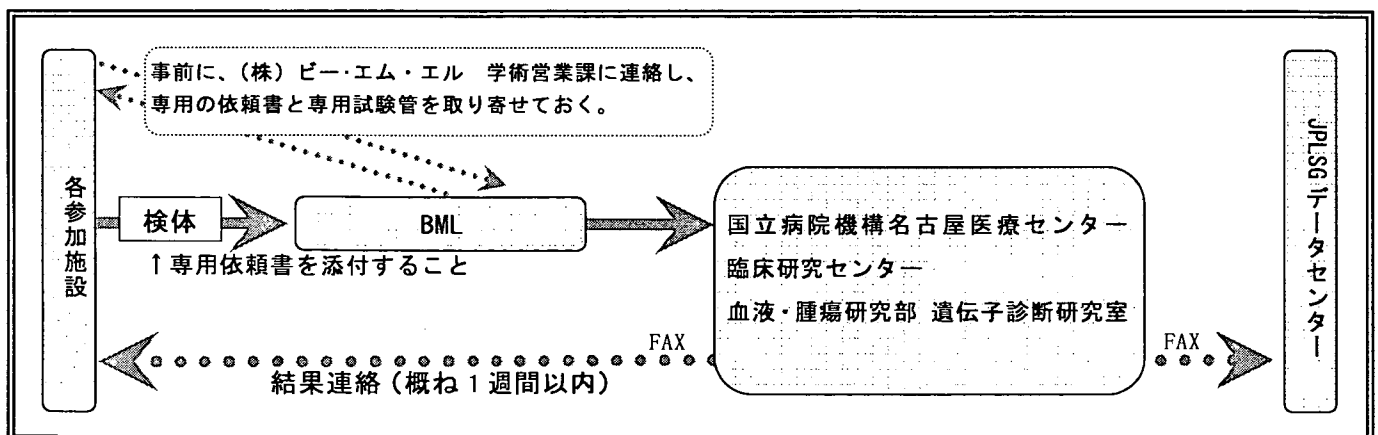 事前に、(株)ビー・エム・エル 学術営業課に連絡し、
専用の依頼書と専用試験管を取り寄せておく。
各参加施設
検体
BML
↑専用依頼書を添付すること
国立病院機構名古屋医療センター
臨床研究センター
血液・腫瘍研究部 遺伝子診断研究室
FAX
結果連絡(概ね1週間以内)
FAX
JPLSGデータセンター